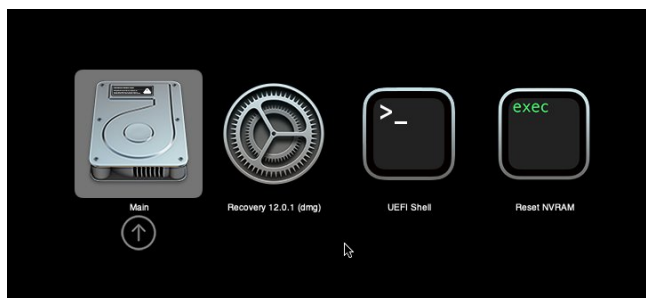 >_
exec
Main
Recovery 12.0.1 (dmg)
UEFI Shell
Reset NVRAM